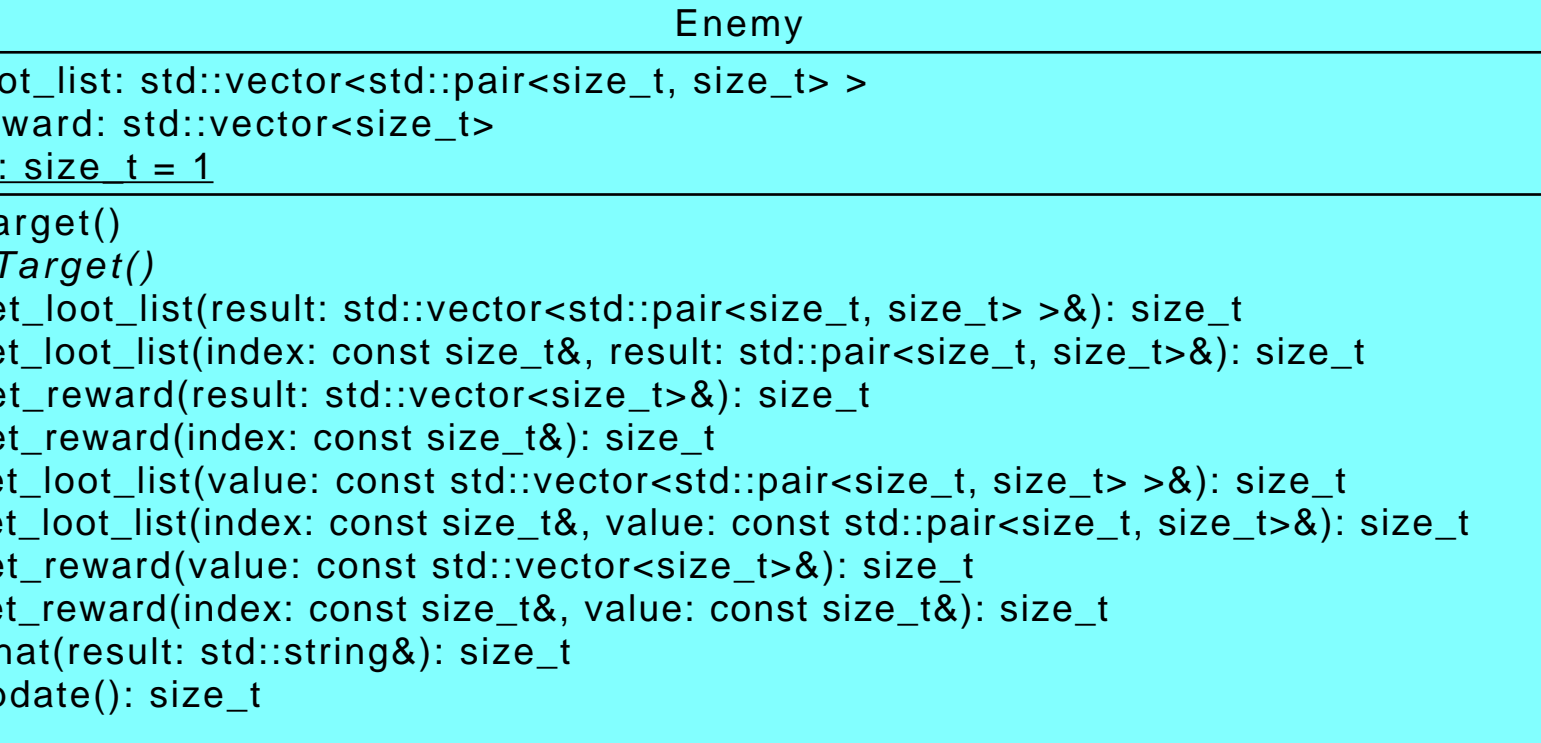 Enemy
ot_list: std::vector<std::pair<size_t, size_t> >
ward: std::vector<size_t>
: size_t = 1
arget()
Target()
et_loot_list(result: std::vector<std::pair<size_t, size_t> >&): size_t
et_loot_list(index: const size_t&, result: std::pair<size_t, size_t>&): size_t
et_reward(result: std::vector<size_t>&): size_t
et_reward(index: const size_t&): size_t
et_loot_list(value: const std::vector<std::pair<size_t, size_t> >&): size_t
et_loot_list(index: const size_t&, value: const std::pair<size_t, size_t>&): size_t
et_reward(value: const std::vector<size_t>&): size_t
et_reward(index: const size_t&, value: const size_t&): size_t
hat(result: std::string&): size_t
pdate(): size_t